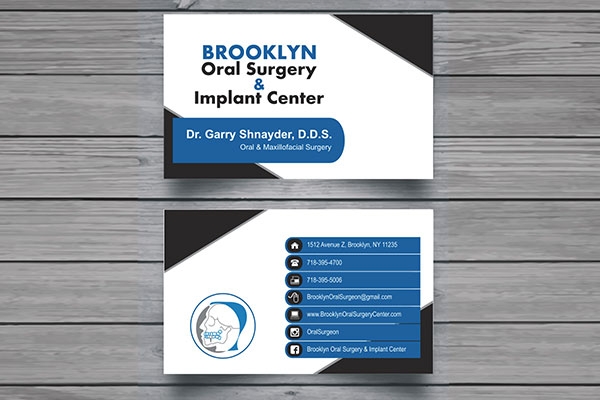 BROOKLYN
Oral Surgery
&
Implant Center
Dr. Garry Shnayder, D.D.S.
Oral & Maxillofacial Surgery
1512 Avenue Z, Brooklyn, NY 11235
718-395-4700
718-395-5006
BrooklynOralSurgeon@gmail.com
www.BrooklynOralSurgeryCenter.com
OralSurgeon
Brooklyn Oral Surgery & Implant Center